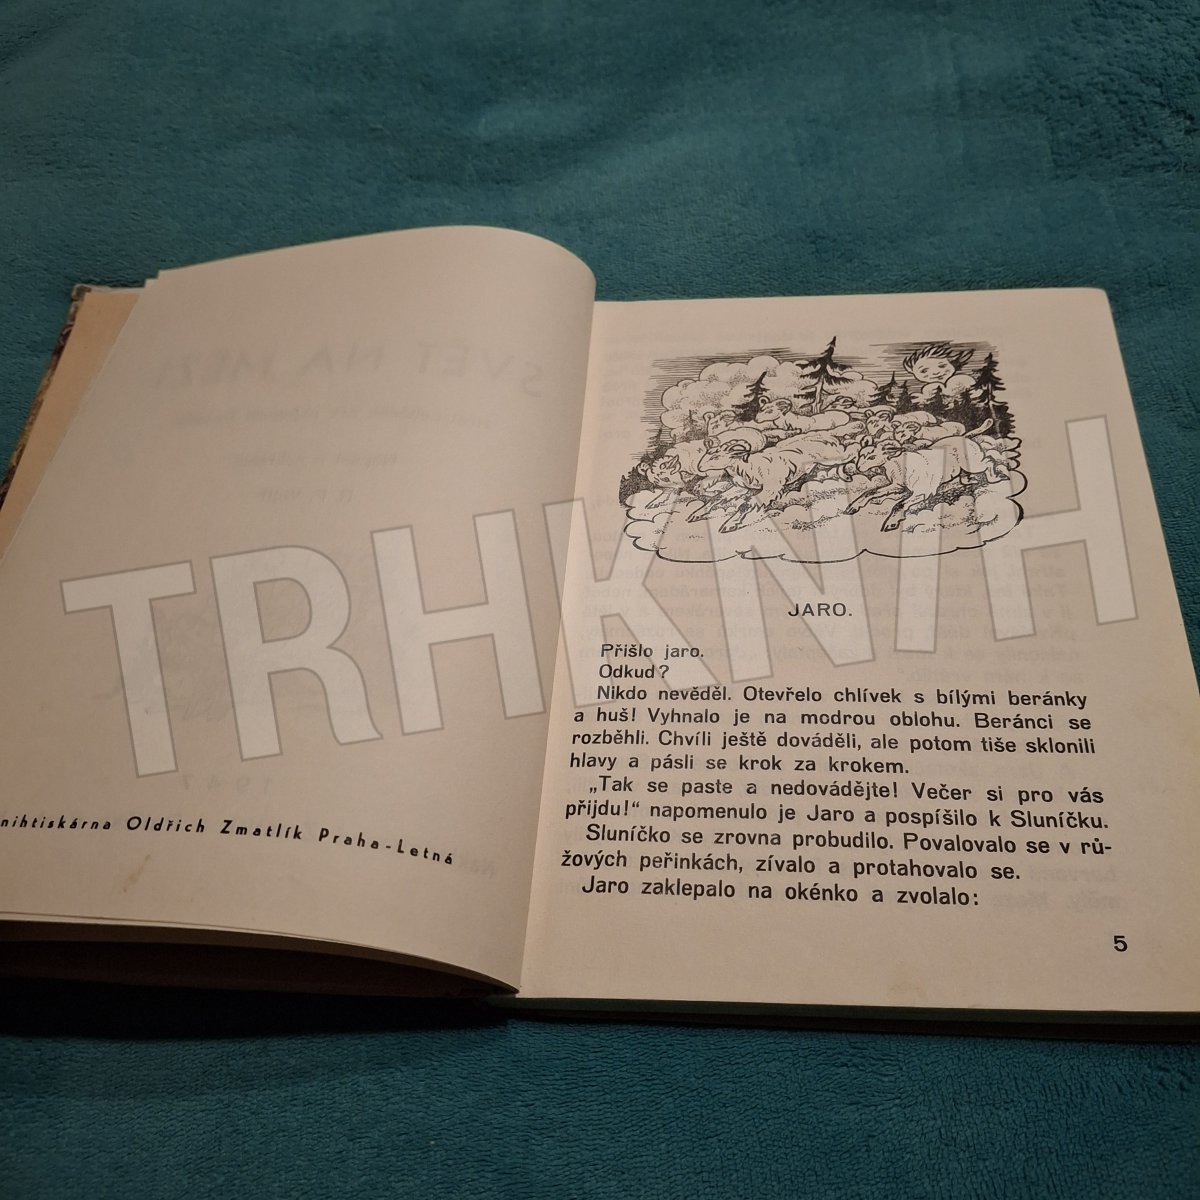 nihtiskárna Oldřich Zmatlík Praha-Letná
1947
JARO.
Přišlo jaro.
Odkud?
Nikdo nevěděl. Otevřelo chlívek s bílými beránky
a huš! Vyhnalo je na modrou oblohu. Beránci se
rozběhli. Chvíli ještě dováděli, ale potom tiše sklonili
hlavy a pásli se krok za krokem.
„Tak se paste a nedovádějte! Večer si pro vás
přijdu!“ napomenulo je Jaro a pospíšilo k Sluníčku.
Sluníčko se zrovna probudilo. Povalovalo se v rů-
žových peřinkách, zívalo a protahovalo se.
Jaro zaklepalo na okénko a zvolalo:
5
TRHKNIH